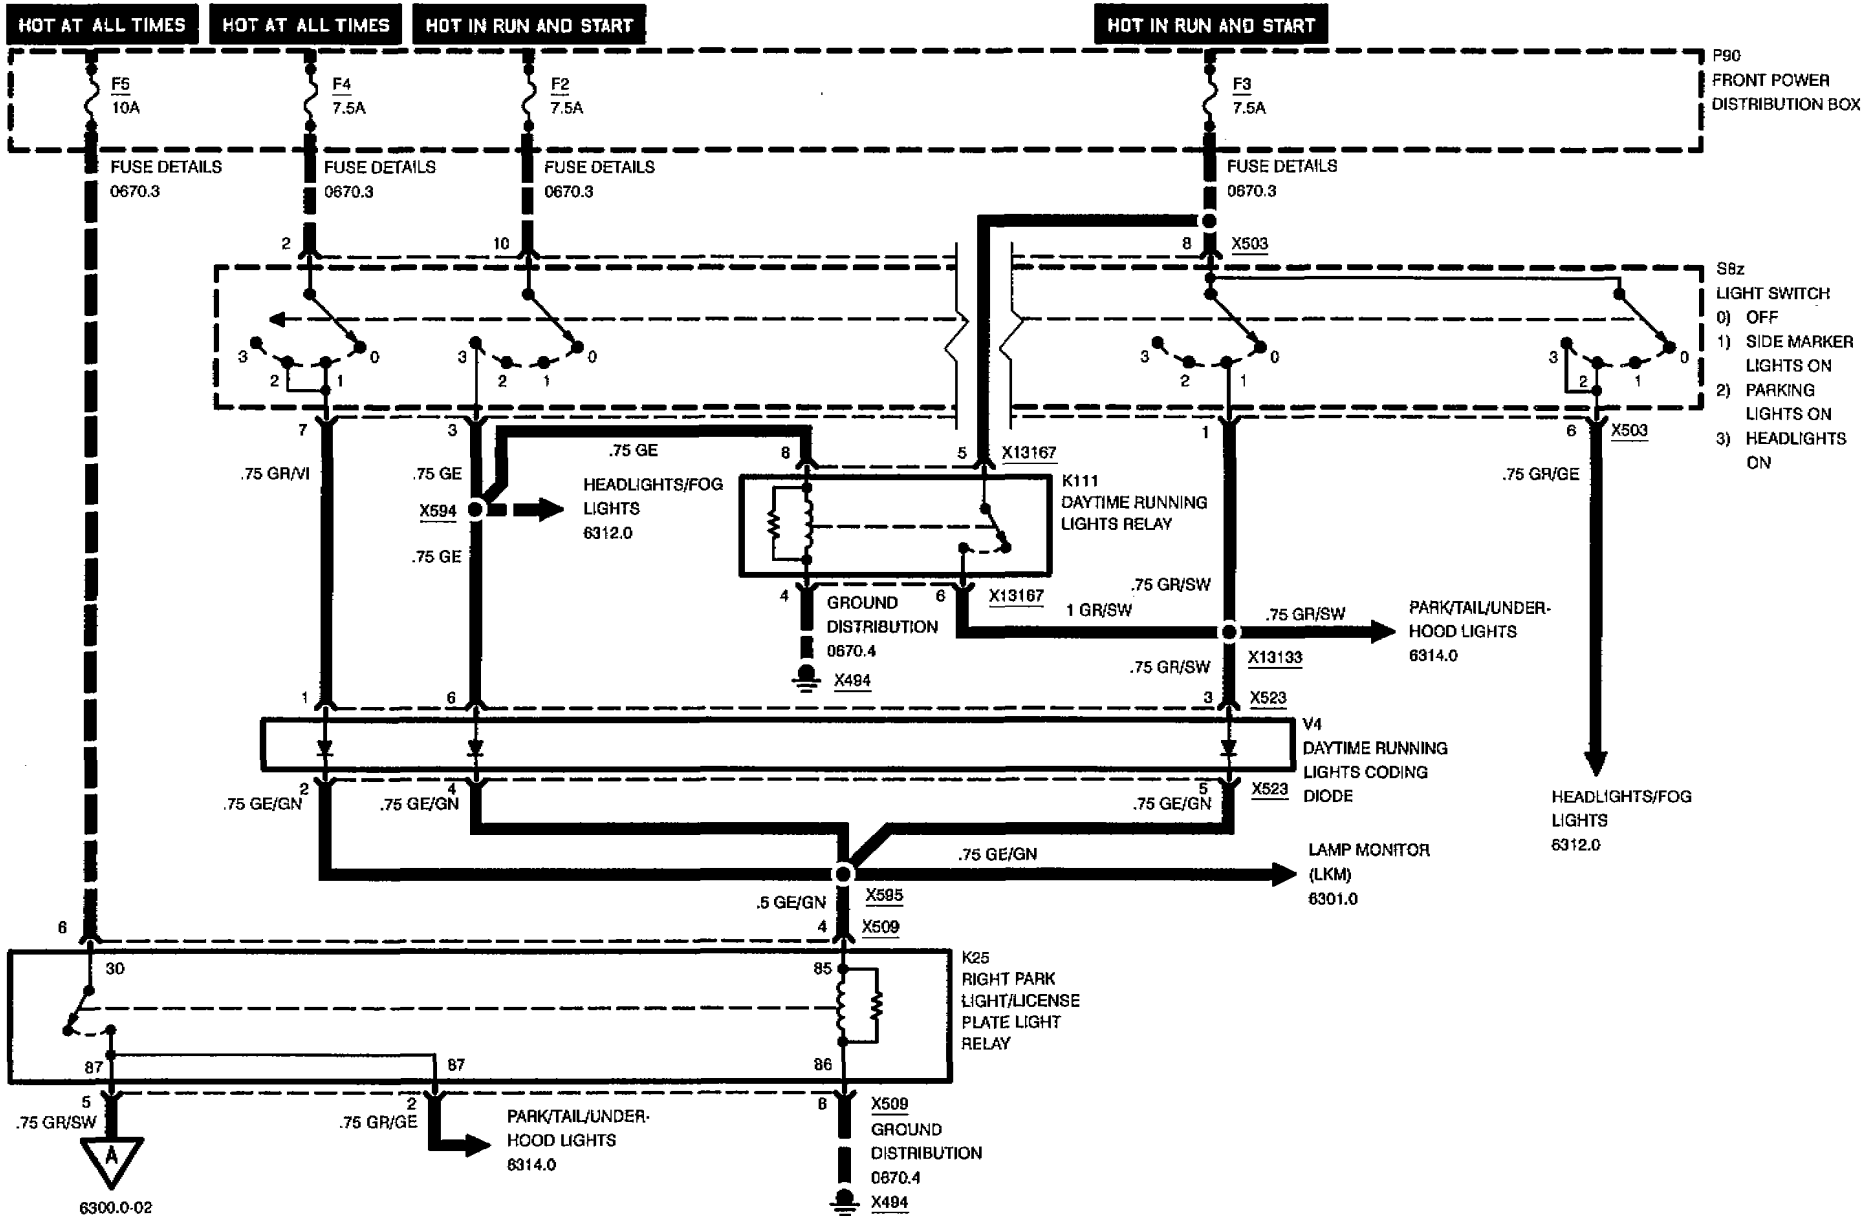 HOT AT ALL TIMES
HOT AT ALL TIMES
HOT IN RUN AND START
HOT IN RUN AND START
P90
FRONT POWER
DISTRIBUTION BOX
F5
10A
F4
7.5A
F2
7.5A
F3
7.5A
FUSE DETAILS
0670.3
FUSE DETAILS
0670.3
FUSE DETAILS
0670.3
FUSE DETAILS
0670.3
2
10
8
X503
S8z
LIGHT SWITCH
0) OFF
1) SIDE MARKER
LIGHTS ON
2) PARKING
LIGHTS ON
3) HEADLIGHTS
ON
3
2
1
0
3
2
1
0
3
2
1
0
3
2
1
0
7
3
1
6
X503
.75 GR/VI
.75 GE
.75 GE
8
5
X13167
.75 GR/GE
X594
HEADLIGHTS/FOG
LIGHTS
6312.0
K111
DAYTIME RUNNING
LIGHTS RELAY
.75 GE
4
6
X13167
GROUND
DISTRIBUTION
0670.4
X494
1 GR/SW
.75 GR/SW
.75 GR/SW
PARK/TAIL/UNDER-
HOOD LIGHTS
6314.0
X13133
.75 GR/SW
1
6
3
X523
V4
DAYTIME RUNNING
LIGHTS CODING
DIODE
2
4
5
X523
.75 GE/GN
.75 GE/GN
.75 GE/GN
HEADLIGHTS/FOG
LIGHTS
6312.0
.75 GE/GN
LAMP MONITOR
(LKM)
6301.0
.5 GE/GN
X595
6
4
X509
30
85
K25
RIGHT PARK
LIGHT/LICENSE
PLATE LIGHT
RELAY
87
87
86
5
2
8
X509
.75 GR/SW
.75 GR/GE
PARK/TAIL/UNDER-
HOOD LIGHTS
6314.0
GROUND
DISTRIBUTION
0670.4
X494
A
6300.0-02